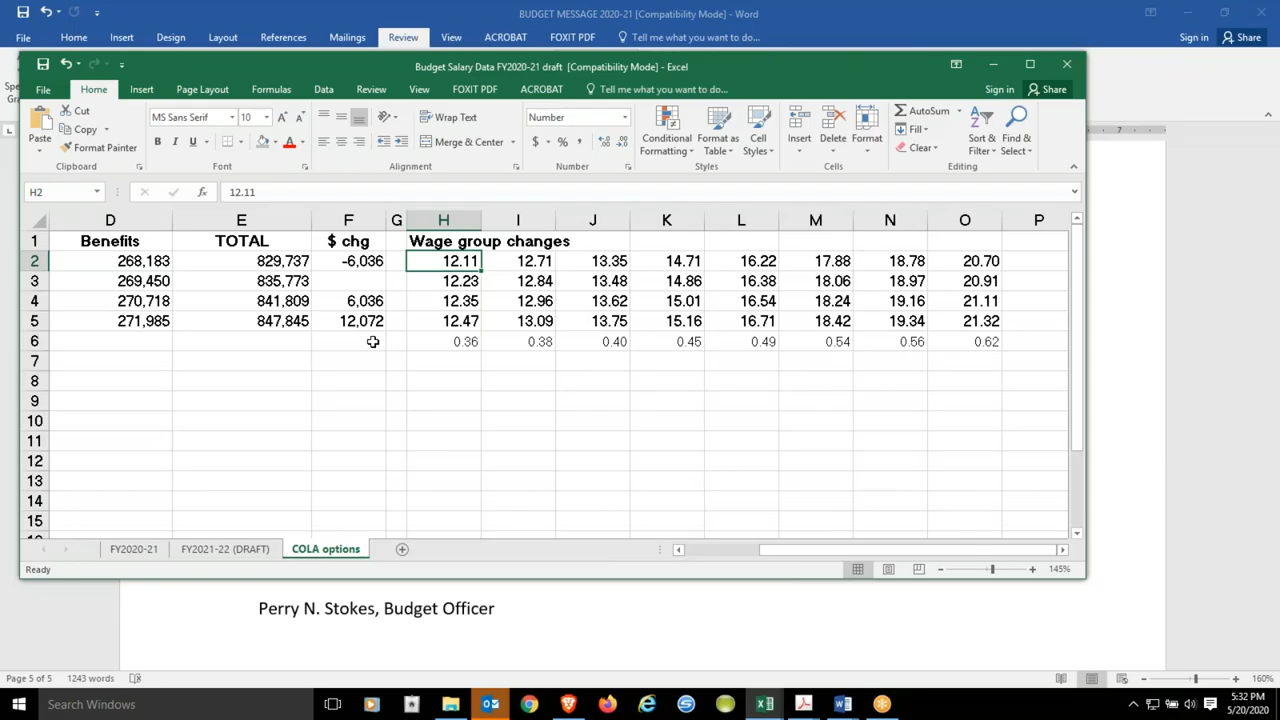 BUDGET MESSAGE 2020-21 [Compatibility Mode] - Word
File Home Insert Design Layout References Mailings Review View ACROBAT FOXIT PDF Tell me what you want to do... Sign in Share
Budget Salary Data FY2020-21 draft [Compatibility Mode] - Excel
File Home Insert Page Layout Formulas Data Review View FOXIT PDF ACROBAT Tell me what you want to do... Sign in Share
Paste Cut Copy Format Painter
MS Sans Serif 10
I U A
Wrap Text
Merge & Center
Number
$ %
Conditional Formatting
Format as Table
Cell Styles
Insert Delete Format
AutoSum Fill Clear
Sort & Filter
Find & Select
Clipboard Font Alignment Number Styles Cells Editing
H2 fx 12.11
D E F G H I J K L M N O P
1 Benefits TOTAL $ chg Wage group changes
2 268,183 829,737 -6,036 12.11 12.71 13.35 14.71 16.22 17.88 18.78 20.70
3 269,450 835,773 12.23 12.84 13.48 14.86 16.38 18.06 18.97 20.91
4 270,718 841,809 6,036 12.35 12.96 13.62 15.01 16.54 18.24 19.16 21.11
5 271,985 847,845 12,072 12.47 13.09 13.75 15.16 16.71 18.42 19.34 21.32
6 0.36 0.38 0.40 0.45 0.49 0.54 0.56 0.62
7
8
9
10
11
12
13
14
15
FY2020-21 FY2021-22 (DRAFT) COLA options
Ready 145%
Perry N. Stokes, Budget Officer
Page 5 of 5 1243 words 160%
Search Windows
5:32 PM
5/20/2020